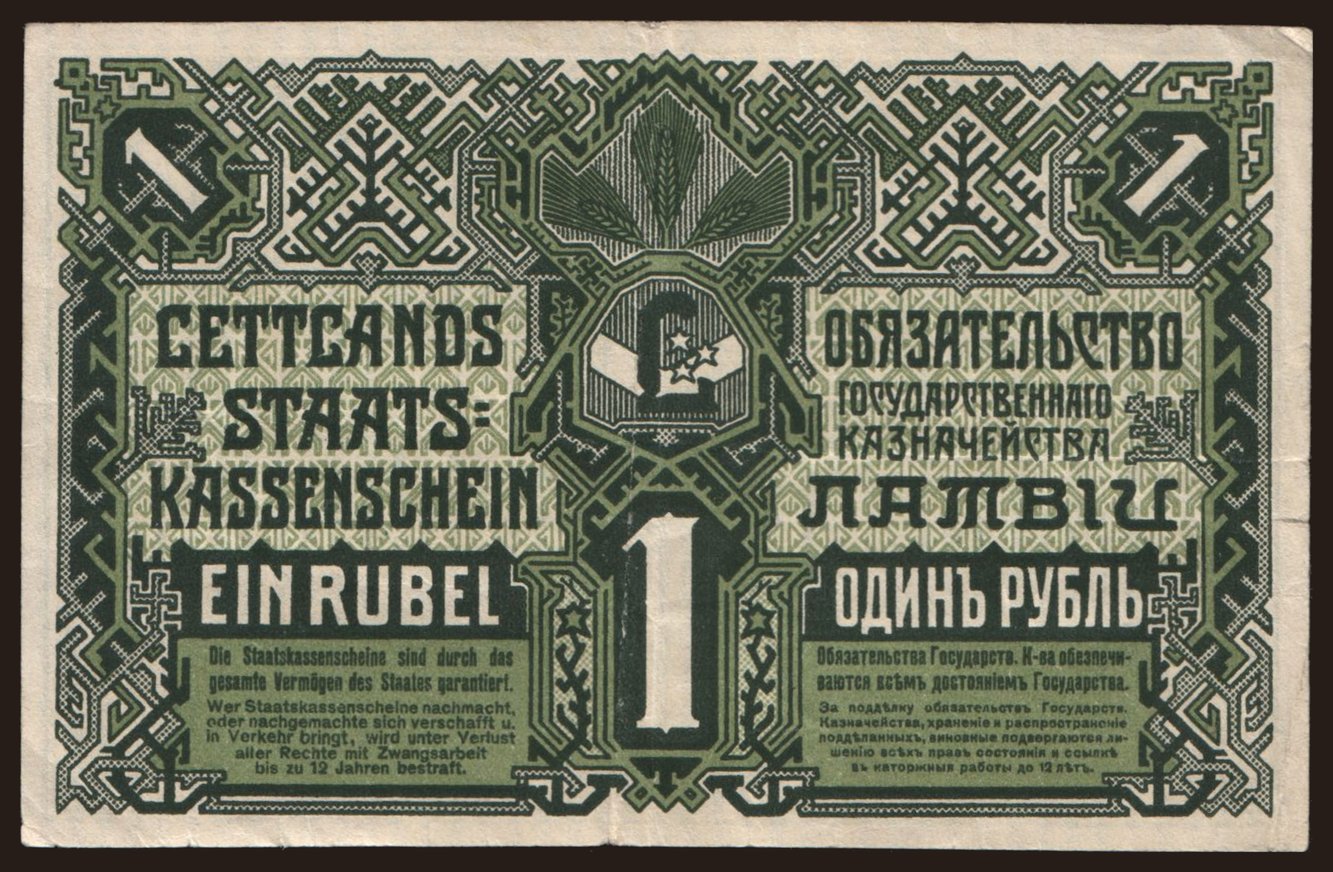 1
1
LETTLANDS
STAATS=
KASSENSCHEIN
EIN RUBEL
Die Staatskassenscheine sind durch das
gesamte Vermögen des Staates garantiert.
Wer Staatskassenscheine nachmacht,
oder nachgemachte sich verschafft u.
in Verkehr bringt, wird unter Verlust
aller Rechte mit Zwangsarbeit
bis zu 12 Jahren bestraft.
L
1
ОБЯЗАТЕЛЬСТВО
ГОСУДАРСТВЕННАГО
КАЗНАЧЕЙСТВА
ЛАТВІИ
ОДИНЪ РУБЛЬ
Обязательства Государств. К-ва обезпечи-
ваются всѣмъ достояніемъ Государства.
За поддѣлку обязательствъ Государств.
Казначейства, храненіе и распространеніе
поддѣланныхъ, виновные подвергаются ли-
шенію всѣхъ правъ состоянія и ссылкѣ
въ каторжныя работы до 12 лѣтъ.